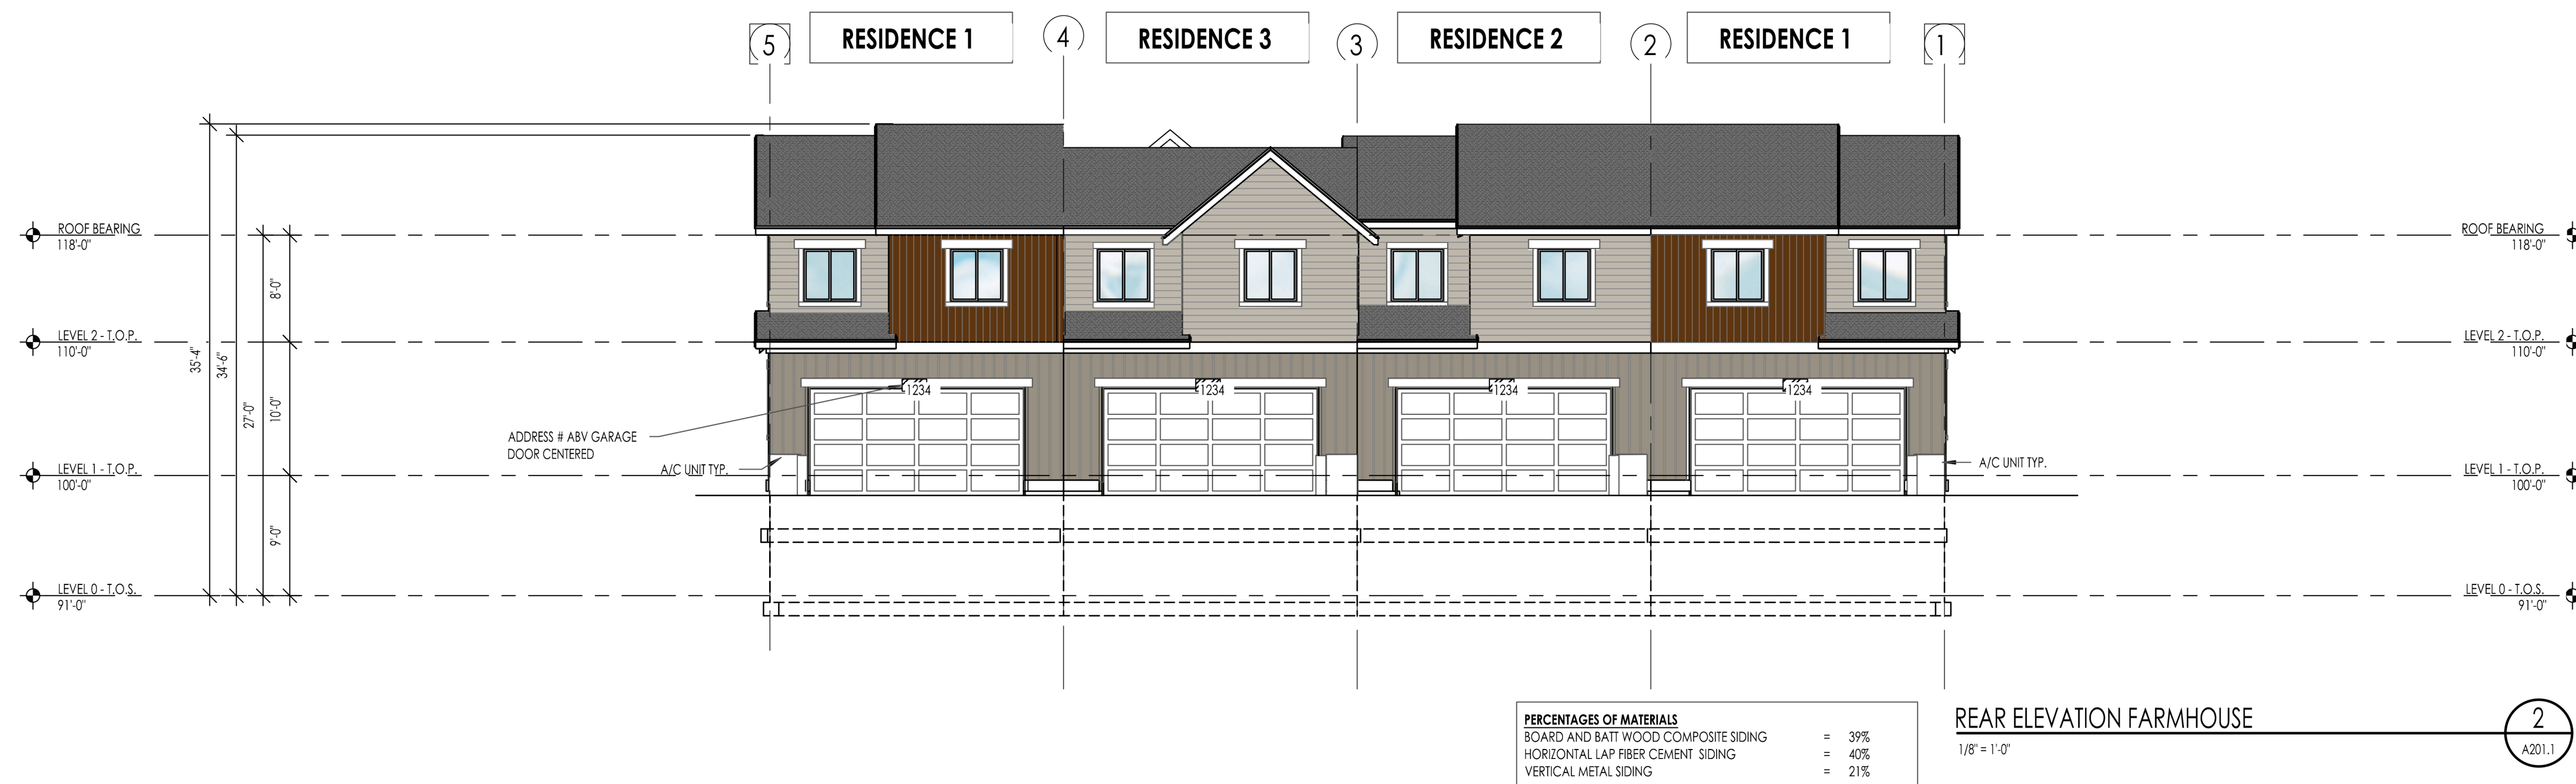 5
RESIDENCE 1
4
RESIDENCE 3
3
RESIDENCE 2
2
RESIDENCE 1
1
ROOF BEARING
118'-0"
ROOF BEARING
118'-0"
8'-0"
LEVEL 2 - T.O.P.
110'-0"
LEVEL 2 - T.O.P.
110'-0"
35'-4"
34'-6"
27'-0"
10'-0"
1234
1234
1234
1234
ADDRESS # ABV GARAGE
DOOR CENTERED
A/C UNIT TYP.
A/C UNIT TYP.
LEVEL 1 - T.O.P.
100'-0"
LEVEL 1 - T.O.P.
100'-0"
9'-0"
LEVEL 0 - T.O.S.
91'-0"
LEVEL 0 - T.O.S.
91'-0"
PERCENTAGES OF MATERIALS
BOARD AND BATT WOOD COMPOSITE SIDING = 39%
HORIZONTAL LAP FIBER CEMENT SIDING = 40%
VERTICAL METAL SIDING = 21%
REAR ELEVATION FARMHOUSE
1/8" = 1'-0"
2
A201.1